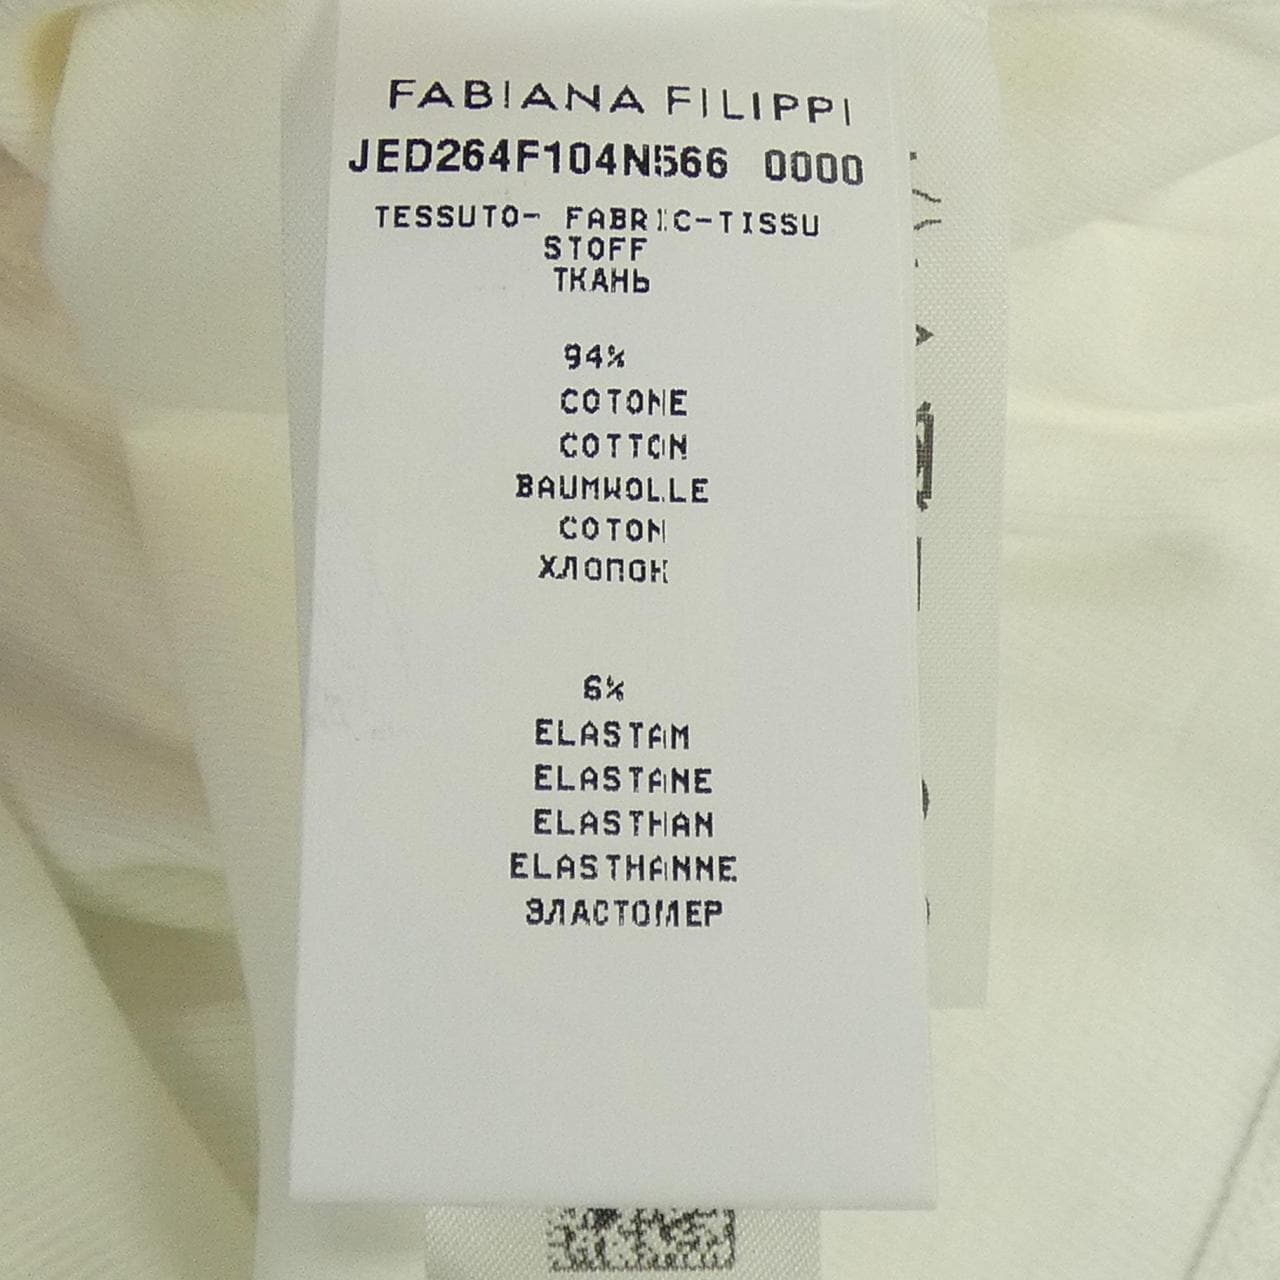 FABIANA FILIPPI
JED264F104N566 0000
TESSUTO- FABRIC-TISSU
STOFF
ТКАНЬ
94%
COTONE
COTTON
BAUMWOLLE
COTON
ХЛОПОК
6%
ELASTAM
ELASTANE
ELASTHAN
ELASTHANNE
ЭЛАСТОМЕР